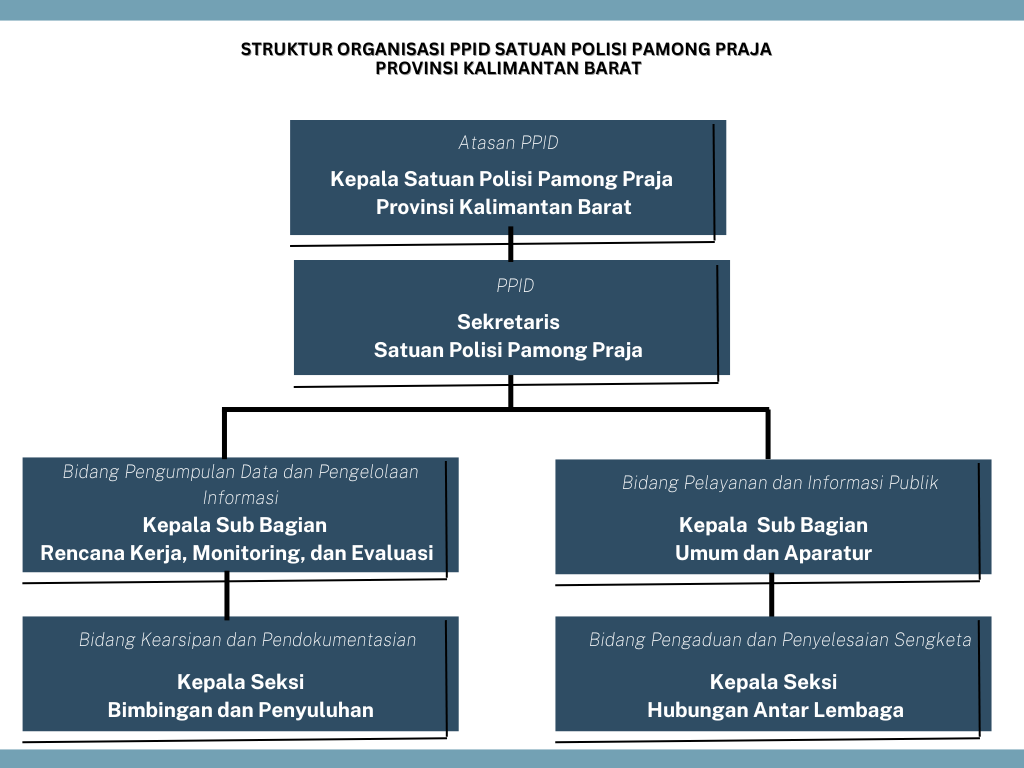 STRUKTUR ORGANISASI PPID SATUAN POLISI PAMONG PRAJA
PROVINSI KALIMANTAN BARAT
Atasan PPID
Kepala Satuan Polisi Pamong Praja
Provinsi Kalimantan Barat
PPID
Sekretaris
Satuan Polisi Pamong Praja
Bidang Pengumpulan Data dan Pengelolaan
Informasi
Kepala Sub Bagian
Rencana Kerja, Monitoring, dan Evaluasi
Bidang Pelayanan dan Informasi Publik
Kepala  Sub Bagian
Umum dan Aparatur
Bidang Kearsipan dan Pendokumentasian
Kepala Seksi
Bimbingan dan Penyuluhan
Bidang Pengaduan dan Penyelesaian Sengketa
Kepala Seksi
Hubungan Antar Lembaga